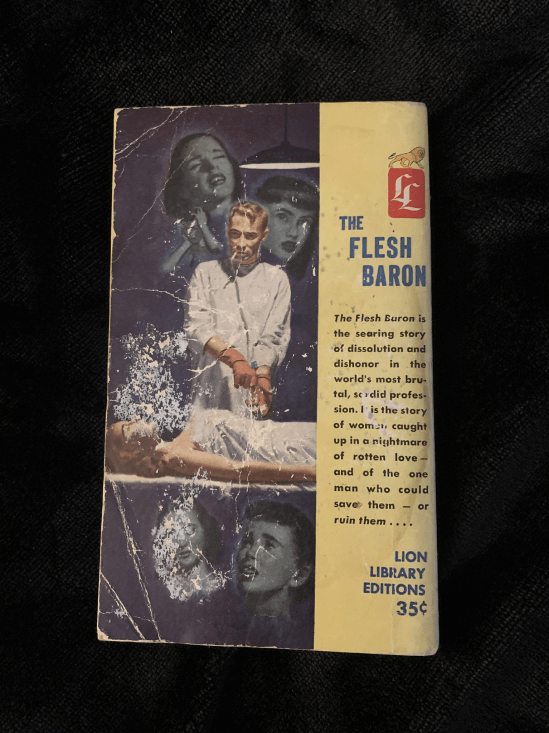 LL
THE
FLESH
BARON
The Flesh Baron is
the searing story
of dissolution and
dishonor in the
world's most bru-
tal, sordid profes-
sion. It is the story
of women caught
up in a nightmare
of rotten love—
and of the one
man who could
save them — or
ruin them . . . .
LION
LIBRARY
EDITIONS
35¢